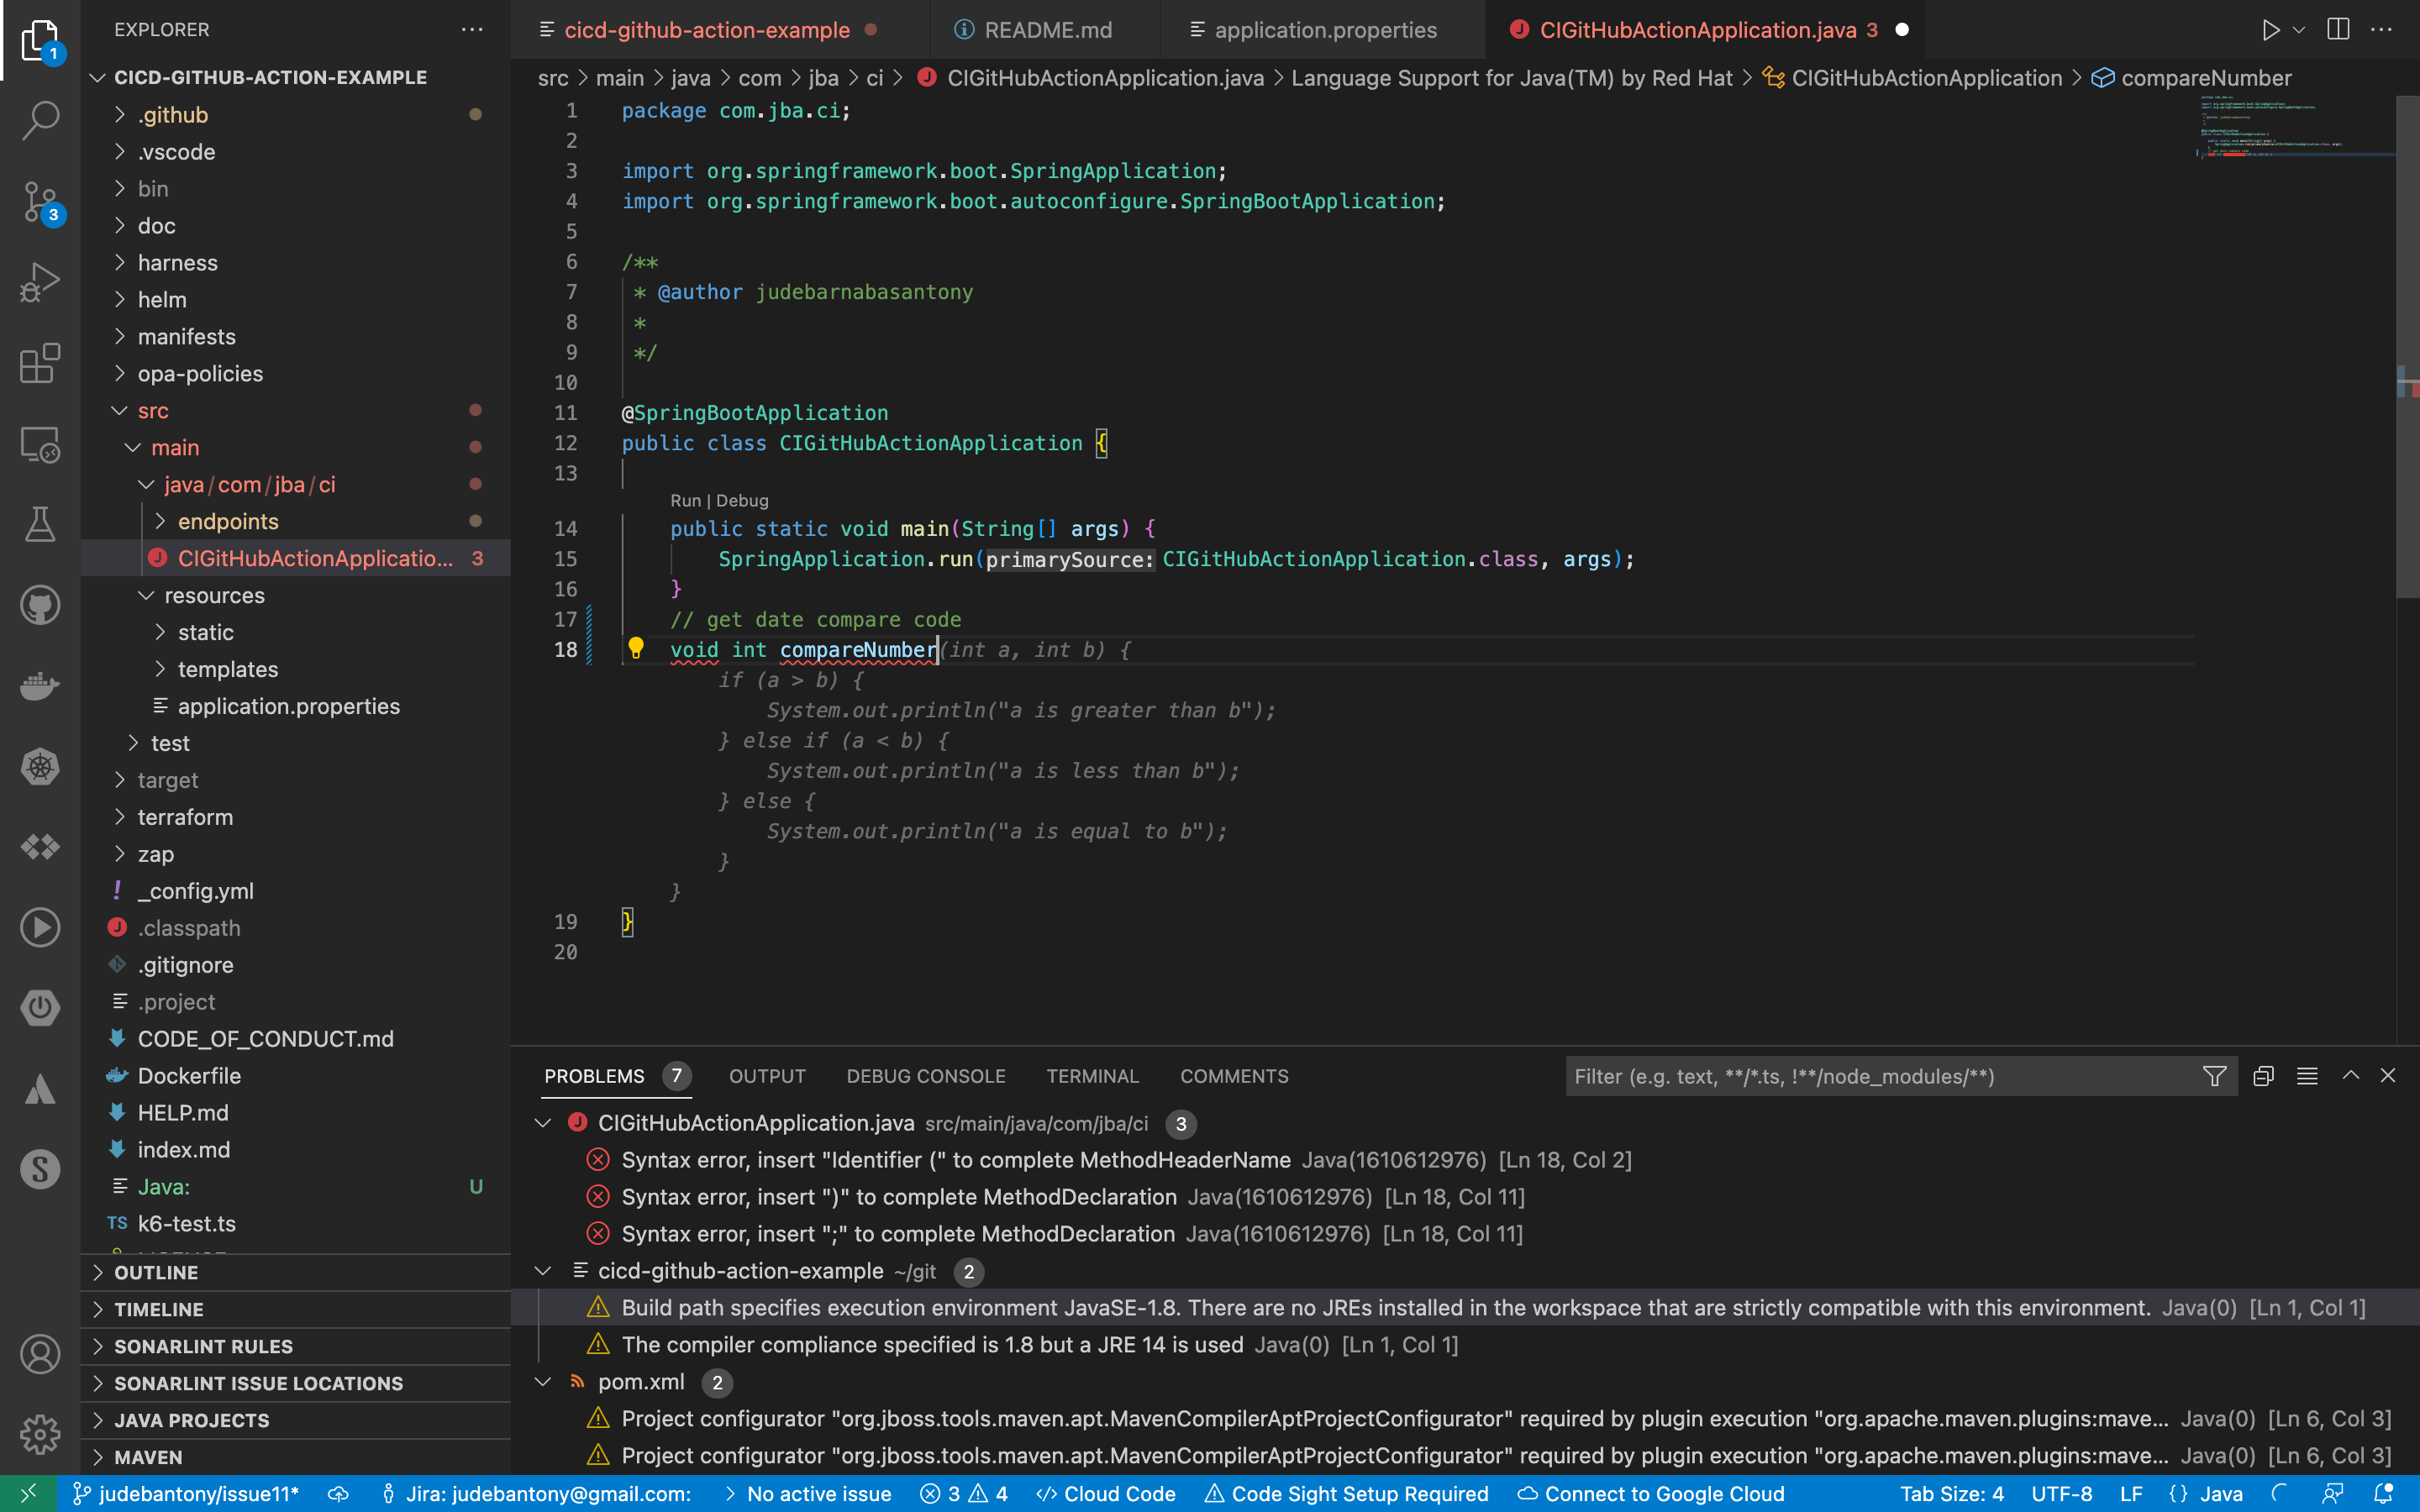 EXPLORER
cicd-github-action-example
README.md
application.properties
CIGitHubActionApplication.java 3
src > main > java > com > jba > ci > CIGitHubActionApplication.java > Language Support for Java(TM) by Red Hat > CIGitHubActionApplication > compareNumber
1
3
CICD-GITHUB-ACTION-EXAMPLE
.github
.vscode
bin
doc
harness
helm
manifests
opa-policies
src
main
java/com/jba/ci
endpoints
CIGitHubActionApplicatio... 3
resources
static
templates
application.properties
test
target
terraform
zap
_config.yml
.classpath
.gitignore
.project
CODE_OF_CONDUCT.md
Dockerfile
HELP.md
index.md
Java: U
TS k6-test.ts
OUTLINE
TIMELINE
SONARLINT RULES
SONARLINT ISSUE LOCATIONS
JAVA PROJECTS
MAVEN
1 package com.jba.ci;
2
3 import org.springframework.boot.SpringApplication;
4 import org.springframework.boot.autoconfigure.SpringBootApplication;
5
6 /**
7 * @author judebarnabasantony
8 *
9 */
10
11 @SpringBootApplication
12 public class CIGitHubActionApplication {
13
Run | Debug
14 public static void main(String[] args) {
15 SpringApplication.run(primarySource: CIGitHubActionApplication.class, args);
16 }
17 // get date compare code
18 void int compareNumber(int a, int b) {
if (a > b) {
System.out.println("a is greater than b");
} else if (a < b) {
System.out.println("a is less than b");
} else {
System.out.println("a is equal to b");
}
}
19 }
20
PROBLEMS 7 OUTPUT DEBUG CONSOLE TERMINAL COMMENTS
Filter (e.g. text, **/*.ts, !**/node_modules/**)
CIGitHubActionApplication.java src/main/java/com/jba/ci 3
Syntax error, insert "Identifier (" to complete MethodHeaderName Java(1610612976) [Ln 18, Col 2]
Syntax error, insert ")" to complete MethodDeclaration Java(1610612976) [Ln 18, Col 11]
Syntax error, insert ";" to complete MethodDeclaration Java(1610612976) [Ln 18, Col 11]
cicd-github-action-example ~/git 2
Build path specifies execution environment JavaSE-1.8. There are no JREs installed in the workspace that are strictly compatible with this environment. Java(0) [Ln 1, Col 1]
The compiler compliance specified is 1.8 but a JRE 14 is used Java(0) [Ln 1, Col 1]
pom.xml 2
Project configurator "org.jboss.tools.maven.apt.MavenCompilerAptProjectConfigurator" required by plugin execution "org.apache.maven.plugins:mave... Java(0) [Ln 6, Col 3]
Project configurator "org.jboss.tools.maven.apt.MavenCompilerAptProjectConfigurator" required by plugin execution "org.apache.maven.plugins:mave... Java(0) [Ln 6, Col 3]
judebantony/issue11* Jira: judebantony@gmail.com: > No active issue 3 4 </> Cloud Code Code Sight Setup Required Connect to Google Cloud Tab Size: 4 UTF-8 LF {} Java